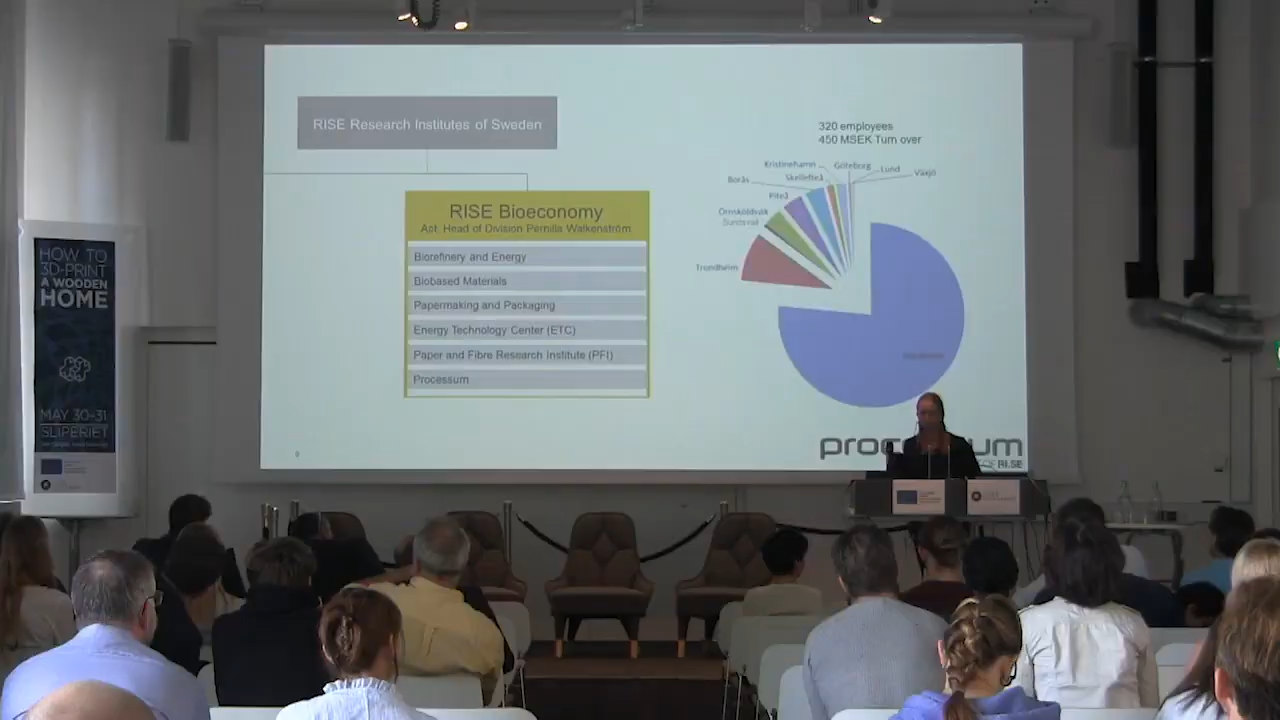 RISE Research Institutes of Sweden
RISE Bioeconomy
Act. Head of Division Pernilla Walkenström
Biorefinery and Energy
Biobased Materials
Papermaking and Packaging
Energy Technology Center (ETC)
Paper and Fibre Research Institute (PFI)
Processum
320 employees
450 MSEK Turn over
Kristinehamn
Göteborg
Lund
Växjö
Skellefteå
Borås
Piteå
Örnsköldsvik
Sundsvall
Trondheim
RI.SE
HOW TO
3D-PRINT
A WOODEN
HOME
MAY 30-31
SLIPERIET